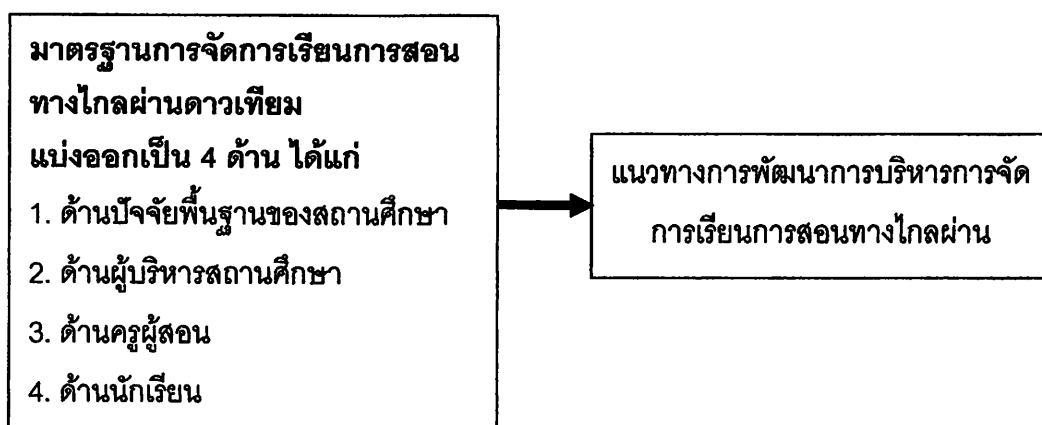 มาตรฐานการจัดการเรียนการสอน
ทางไกลผ่านดาวเทียม
แบ่งออกเป็น 4 ด้าน ได้แก่
1. ด้านปัจจัยพื้นฐานของสถานศึกษา
2. ด้านผู้บริหารสถานศึกษา
3. ด้านครูผู้สอน
4. ด้านนักเรียน
แนวทางการพัฒนาการบริหารการจัด
การเรียนการสอนทางไกลผ่าน